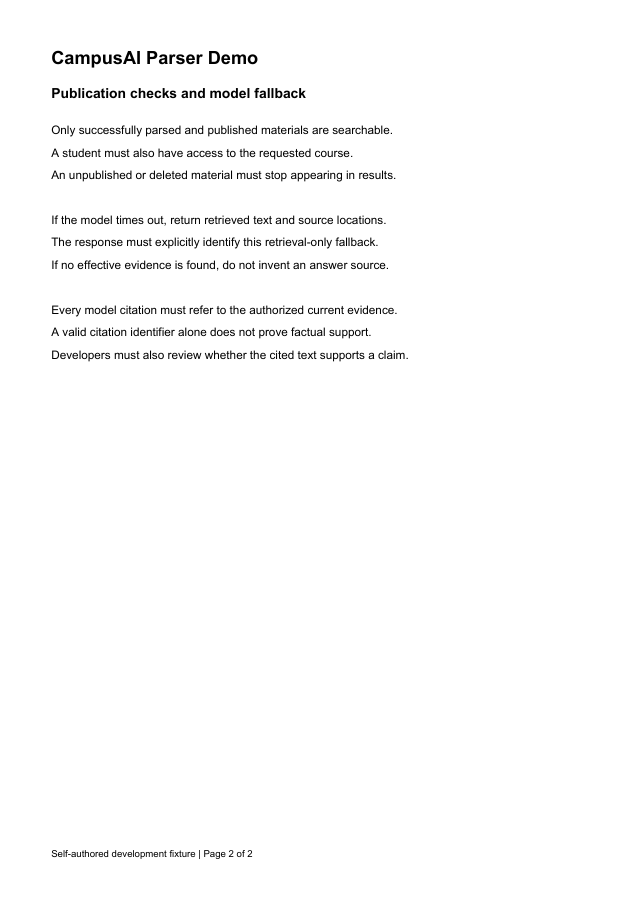 CampusAI Parser Demo
Publication checks and model fallback
Only successfully parsed and published materials are searchable.
A student must also have access to the requested course.
An unpublished or deleted material must stop appearing in results.
If the model times out, return retrieved text and source locations.
The response must explicitly identify this retrieval-only fallback.
If no effective evidence is found, do not invent an answer source.
Every model citation must refer to the authorized current evidence.
A valid citation identifier alone does not prove factual support.
Developers must also review whether the cited text supports a claim.
Self-authored development fixture | Page 2 of 2